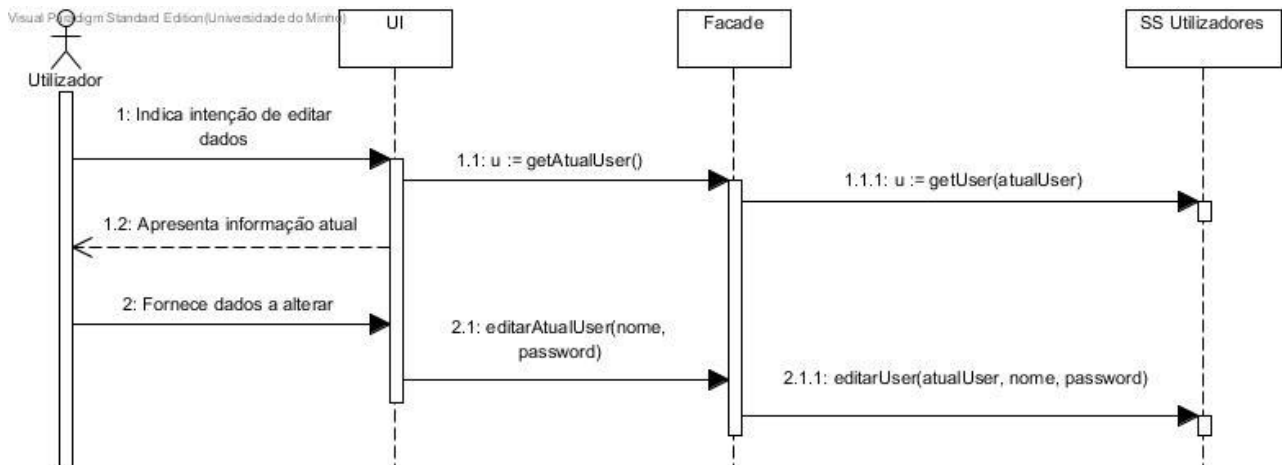 Visual Paradigm Standard Edition(Universidade do Minho)
UI
Facade
SS Utilizadores
Utilizador
1: Indica intenção de editar
dados
1.1: u := getAtualUser()
1.1.1: u := getUser(atualUser)
1.2: Apresenta informação atual
2: Fornece dados a alterar
2.1: editarAtualUser(nome,
password)
2.1.1: editarUser(atualUser, nome, password)